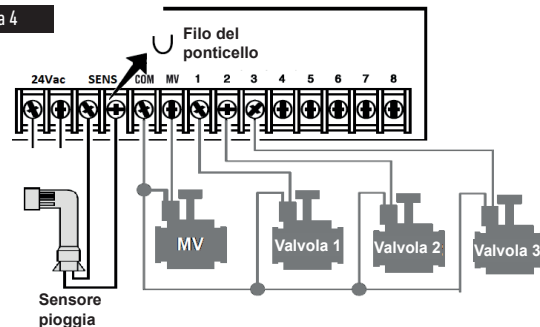 a 4
Filo del
ponticello
24Vac SENS COM MV 1 2 3 4 5 6 7 8
MV
Valvola 1
Valvola 2
Valvola 3
Sensore
pioggia